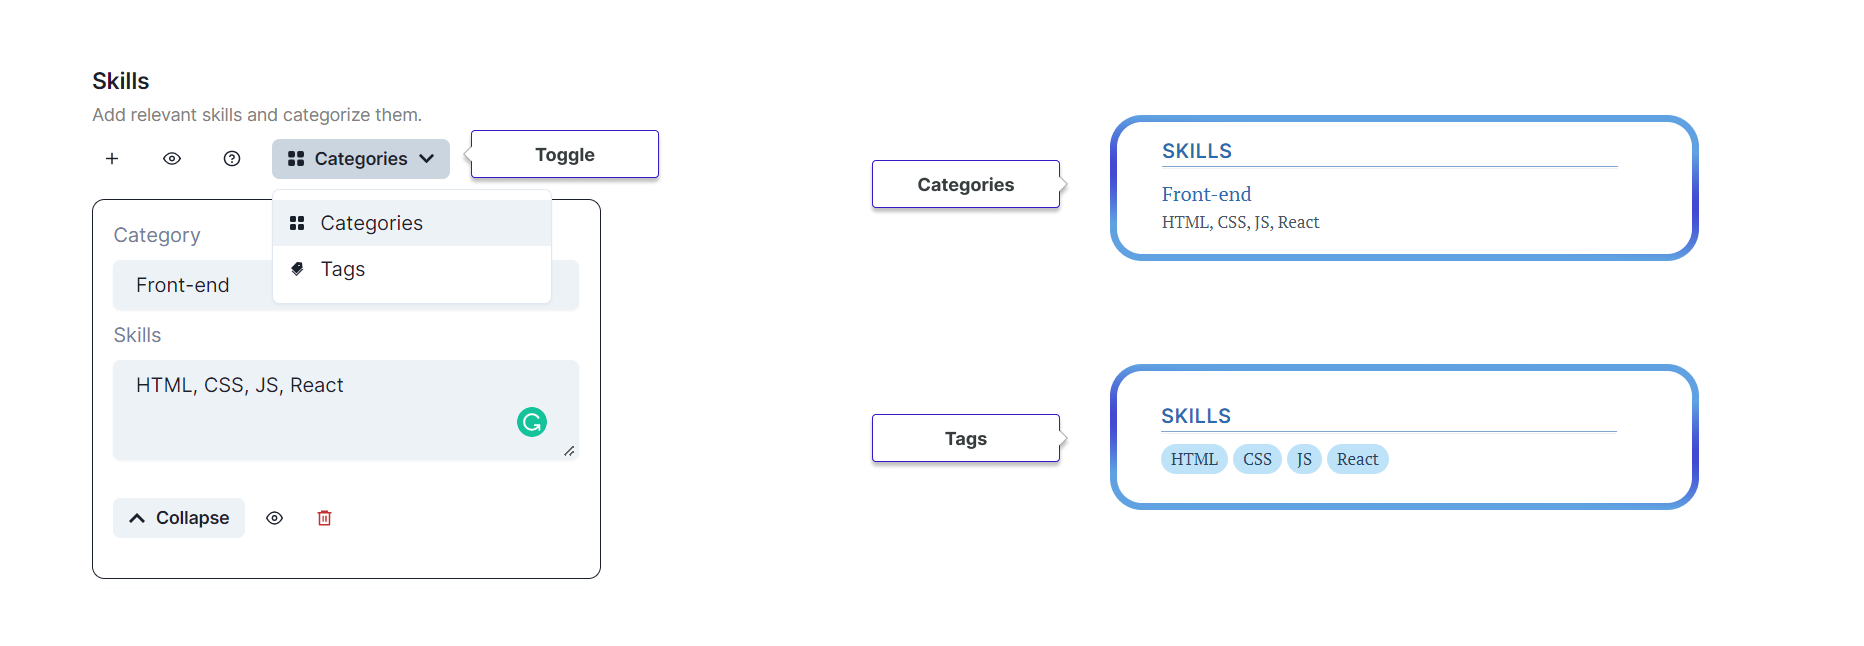 Skills
Add relevant skills and categorize them.
Categories
Toggle
Categories
Tags
Category
Front-end
Skills
HTML, CSS, JS, React
Collapse
Categories
SKILLS
Front-end
HTML, CSS, JS, React
Tags
SKILLS
HTML CSS JS React